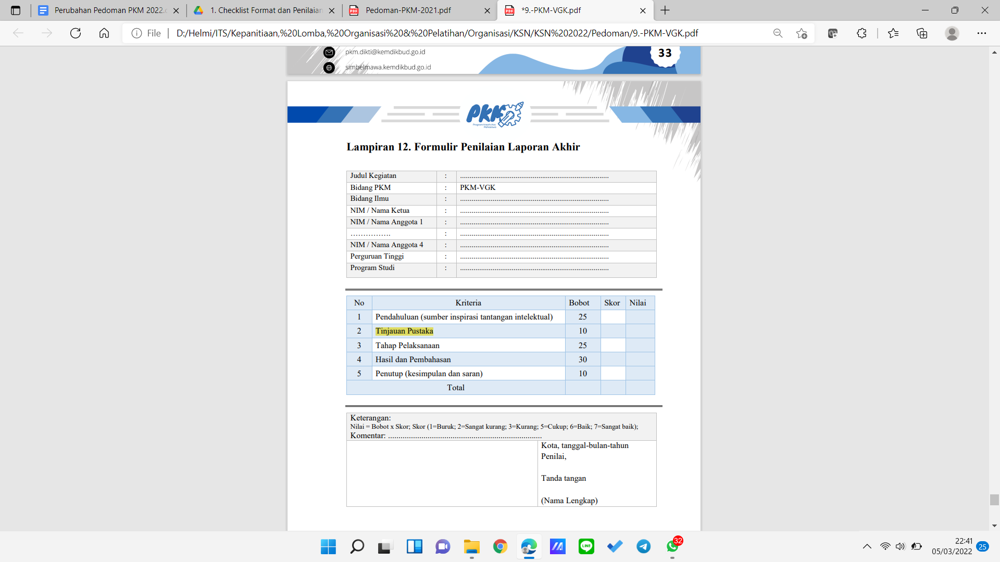 Perubahan Pedoman PKM 2022.
1. Checklist Format dan Penilaian
Pedoman-PKM-2021.pdf
*9.-PKM-VGK.pdf
File
D:/Helmi/ITS/Kepanitiaan,%20Lomba,%20Organisasi%20&%20Pelatihan/Organisasi/KSN/KSN%202022/Pedoman/9.-PKM-VGK.pdf
pkm.dikti@kemdikbud.go.id
33
simbelmawa.kemdikbud.go.id
PKM
Program Kreativitas
Mahasiswa
Lampiran 12. Formulir Penilaian Laporan Akhir
Judul Kegiatan : ..............................................................................
Bidang PKM : PKM-VGK
Bidang Ilmu : ..............................................................................
NIM / Nama Ketua : ..............................................................................
NIM / Nama Anggota 1 : ..............................................................................
……………. : ..............................................................................
NIM / Nama Anggota 4 : ..............................................................................
Perguruan Tinggi : ..............................................................................
Program Studi : ..............................................................................
No Kriteria Bobot Skor Nilai
1 Pendahuluan (sumber inspirasi tantangan intelektual) 25
2 Tinjauan Pustaka 10
3 Tahap Pelaksanaan 25
4 Hasil dan Pembahasan 30
5 Penutup (kesimpulan dan saran) 10
Total
Keterangan:
Nilai = Bobot x Skor; Skor (1=Buruk; 2=Sangat kurang; 3=Kurang; 5=Cukup; 6=Baik; 7=Sangat baik);
Komentar: ..........................................................................
Kota, tanggal-bulan-tahun
Penilai,
Tanda tangan
(Nama Lengkap)
LINE
32
22:41
05/03/2022
25